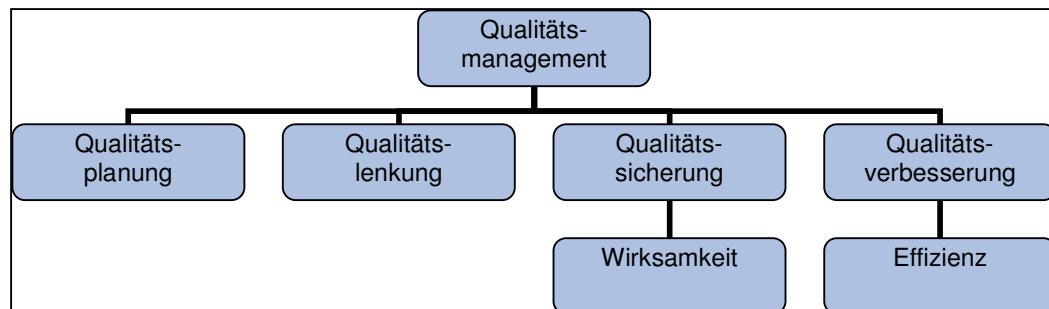 Qualitäts-
management
Qualitäts-
planung
Qualitäts-
lenkung
Qualitäts-
sicherung
Qualitäts-
verbesserung
Wirksamkeit
Effizienz